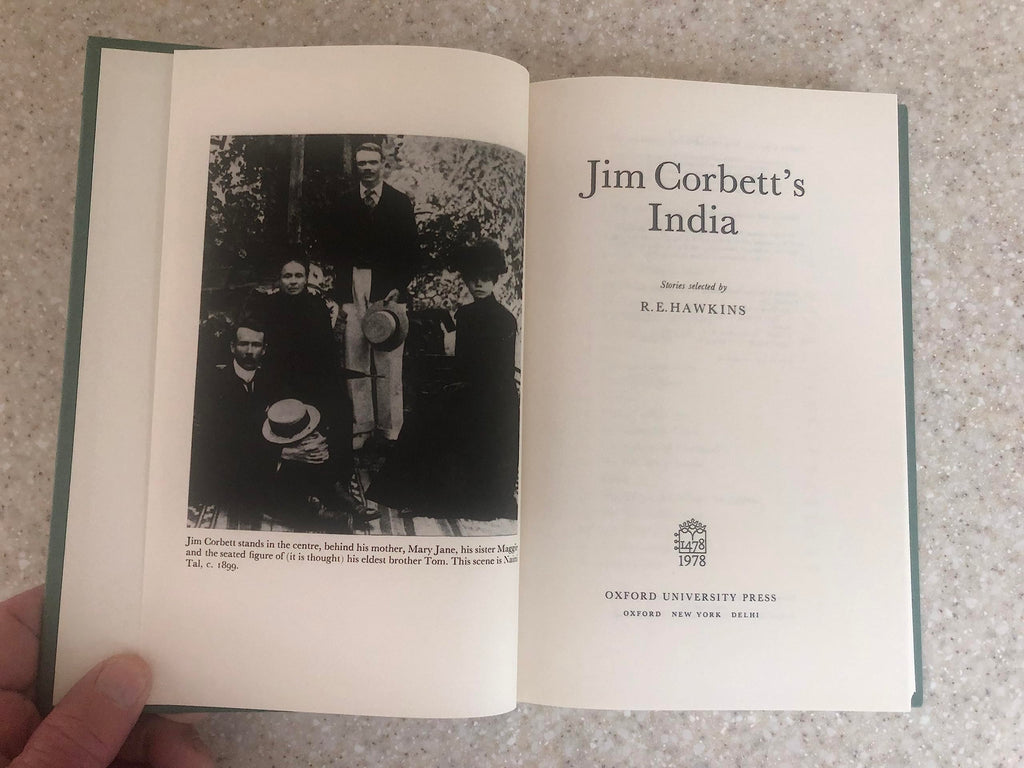 Jim Corbett stands in the centre, behind his mother, Mary Jane, his sister Maggie
and the seated figure of (it is thought) his eldest brother Tom. This scene is
Tal, c. 1899.
Jim Corbett's
India
Stories selected by
R.E.HAWKINS
1478
1978
OXFORD UNIVERSITY PRESS
OXFORD NEW YORK DELHI